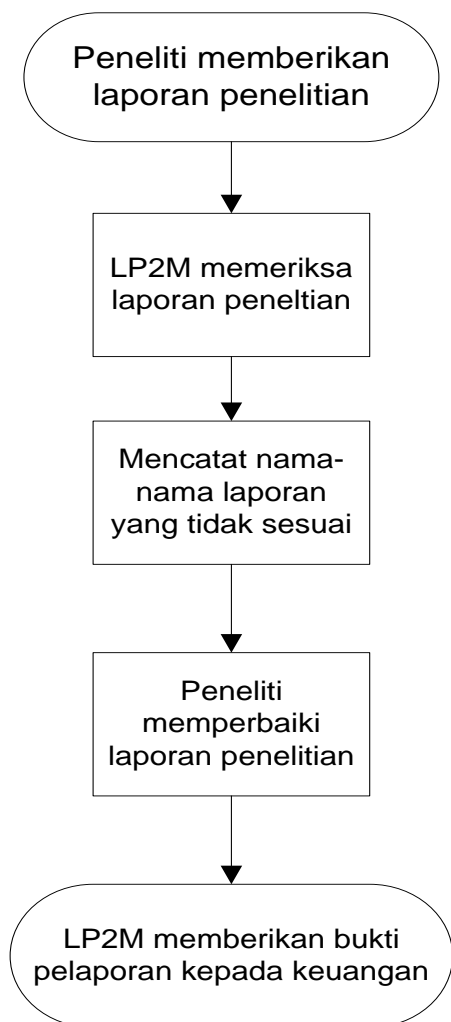 Peneliti memberikan
laporan penelitian
LP2M memeriksa
laporan peneltian
Mencatat nama-
nama laporan
yang tidak sesuai
Peneliti
memperbaiki
laporan penelitian
LP2M memberikan bukti
pelaporan kepada keuangan